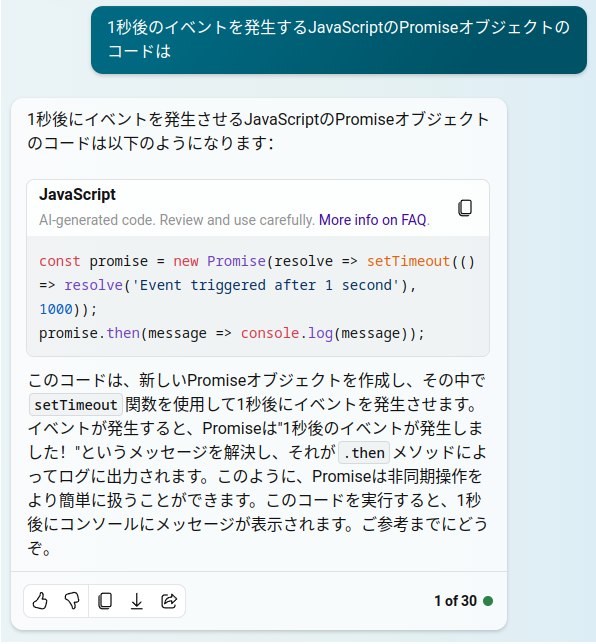 1秒後のイベントを発生するJavaScriptのPromiseオブジェクトの
コードは
1秒後にイベントを発生させるJavaScriptのPromiseオブジェクト
のコードは以下のようになります：
JavaScript
AI-generated code. Review and use carefully. More info on FAQ.
const promise = new Promise(resolve => setTimeout(()
=> resolve('Event triggered after 1 second'),
1000));
promise.then(message => console.log(message));
このコードは、新しいPromiseオブジェクトを作成し、その中で
setTimeout 関数を使用して1秒後にイベントを発生させます。
イベントが発生すると、Promiseは"1秒後のイベントが発生しま
した！"というメッセージを解決し、それが .then メソッドによ
ってログに出力されます。このように、Promiseは非同期操作を
より簡単に扱うことができます。このコードを実行すると、1秒
後にコンソールにメッセージが表示されます。ご参考までにどう
ぞ。
1 of 30